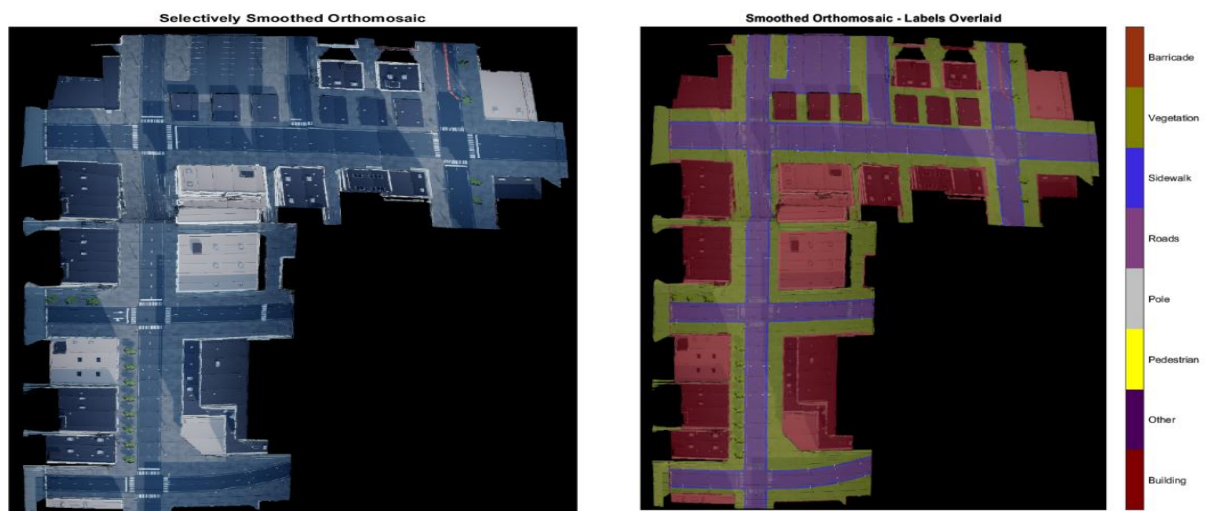 Selectively Smoothed Orthomosaic
Smoothed Orthomosaic - Labels Overlaid
Barricade
Vegetation
Sidewalk
Roads
Pole
Pedestrian
Other
Building